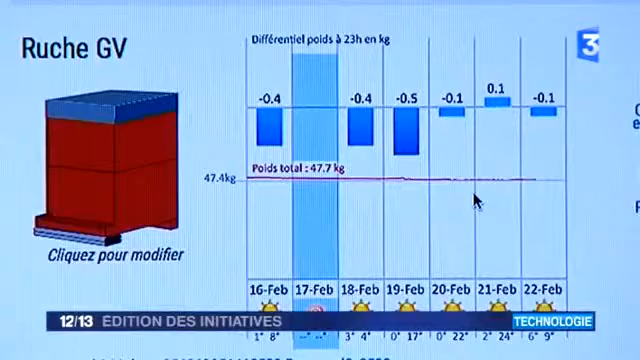 Ruche GV
Différentiel poids à 23h en kg
3
-0.4 -0.4 -0.5 -0.1 0.1 -0.1
Poids total : 47.7 kg
47.4kg
Cliquez pour modifier
16-Feb 17-Feb 18-Feb 19-Feb 20-Feb 21-Feb 22-Feb
12/13 ÉDITION DES INITIATIVES
TECHNOLOGIE
1° 8° --° --° 3° 4° 0° 17° 0° 22° 2° 24° 6° 9°